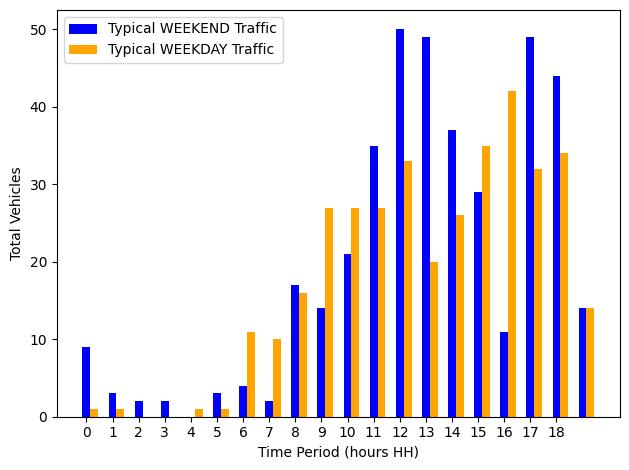 Typical WEEKEND Traffic
Typical WEEKDAY Traffic
50
40
30
20
10
0
Total Vehicles
0 1 2 3 4 5 6 7 8 9 10 11 12 13 14 15 16 17 18
Time Period (hours HH)